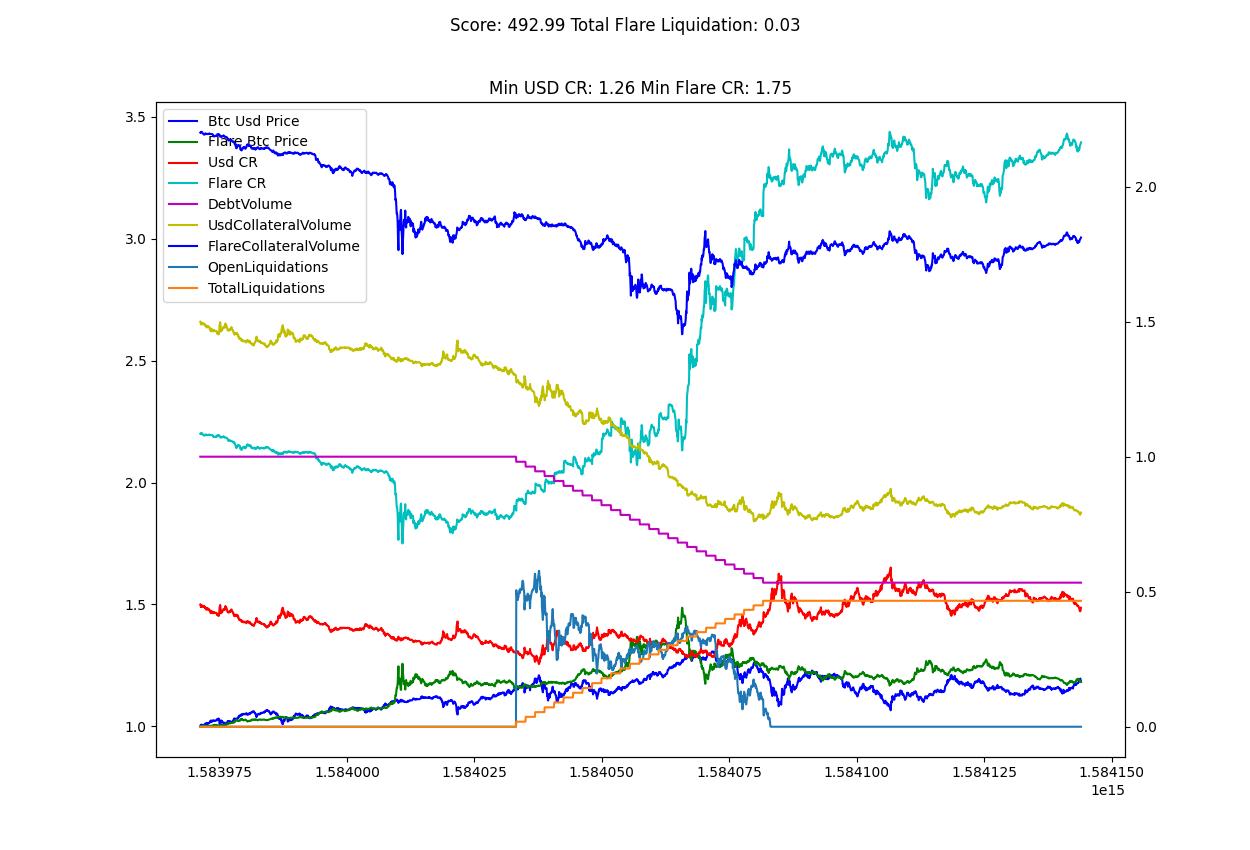 Score: 492.99 Total Flare Liquidation: 0.03
Min USD CR: 1.26 Min Flare CR: 1.75
Btc Usd Price
Flare Btc Price
Usd CR
Flare CR
DebtVolume
UsdCollateralVolume
FlareCollateralVolume
OpenLiquidations
TotalLiquidations
3.5
3.0
2.5
2.0
1.5
1.0
2.0
1.5
1.0
0.5
0.0
1.583975 1.584000 1.584025 1.584050 1.584075 1.584100 1.584125 1.584150
1e15